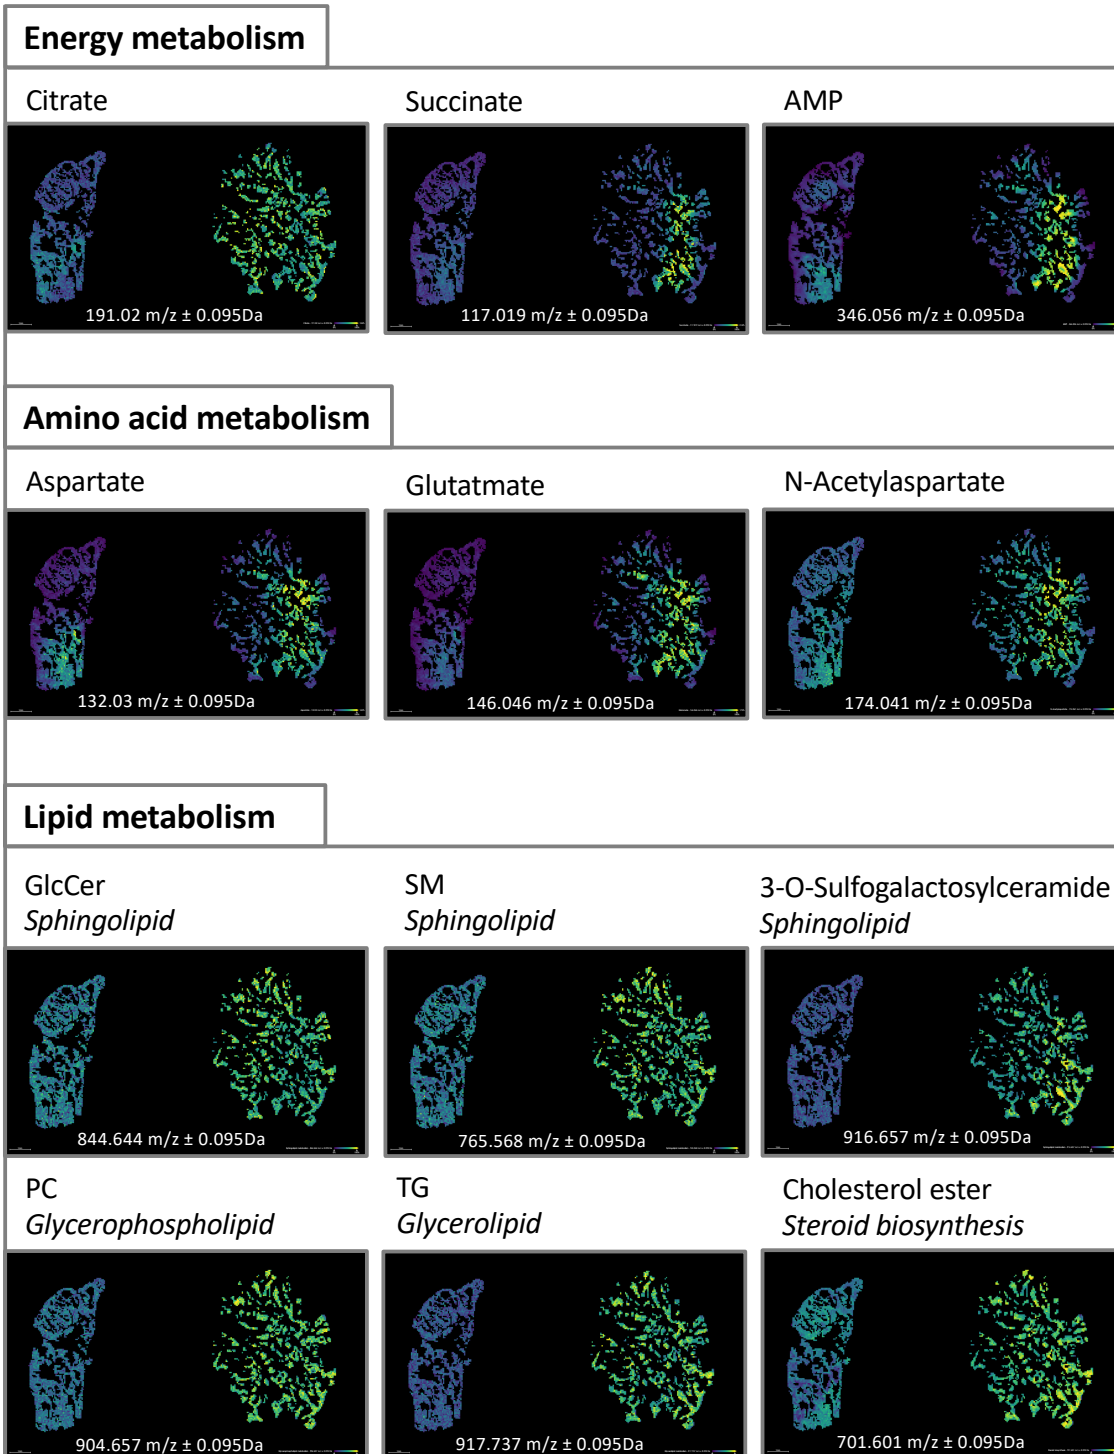 Energy metabolism
Citrate
Succinate
AMP
191.02 m/z ± 0.095Da
117.019 m/z ± 0.095Da
346.056 m/z ± 0.095Da
Amino acid metabolism
Aspartate
Glutatmate
N-Acetylaspartate
132.03 m/z ± 0.095Da
146.046 m/z ± 0.095Da
174.041 m/z ± 0.095Da
Lipid metabolism
GlcCer
Sphingolipid
SM
Sphingolipid
3-O-Sulfogalactosylceramide
Sphingolipid
844.644 m/z ± 0.095Da
765.568 m/z ± 0.095Da
916.657 m/z ± 0.095Da
PC
Glycerophospholipid
TG
Glycerolipid
Cholesterol ester
Steroid biosynthesis
904.657 m/z ± 0.095Da
917.737 m/z ± 0.095Da
701.601 m/z ± 0.095Da